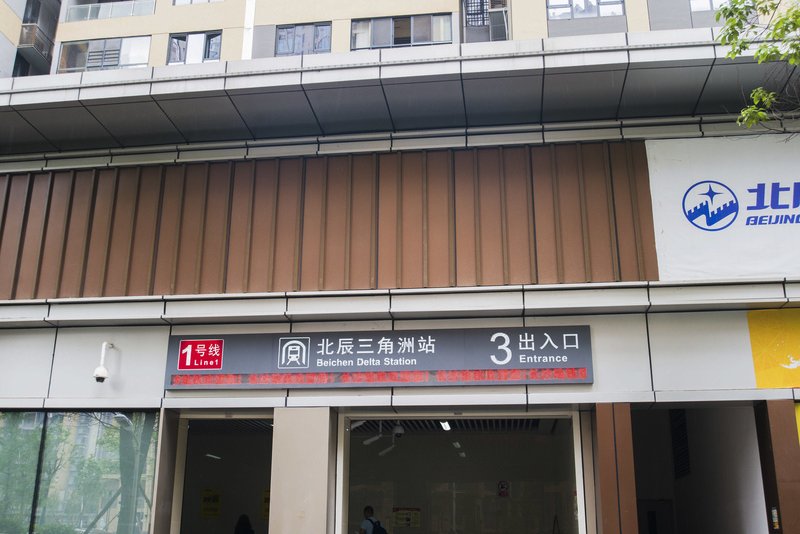 北
BEIJING
1号线
Line1
北辰三角洲站
Beichen Delta Station
3 出入口
Entrance